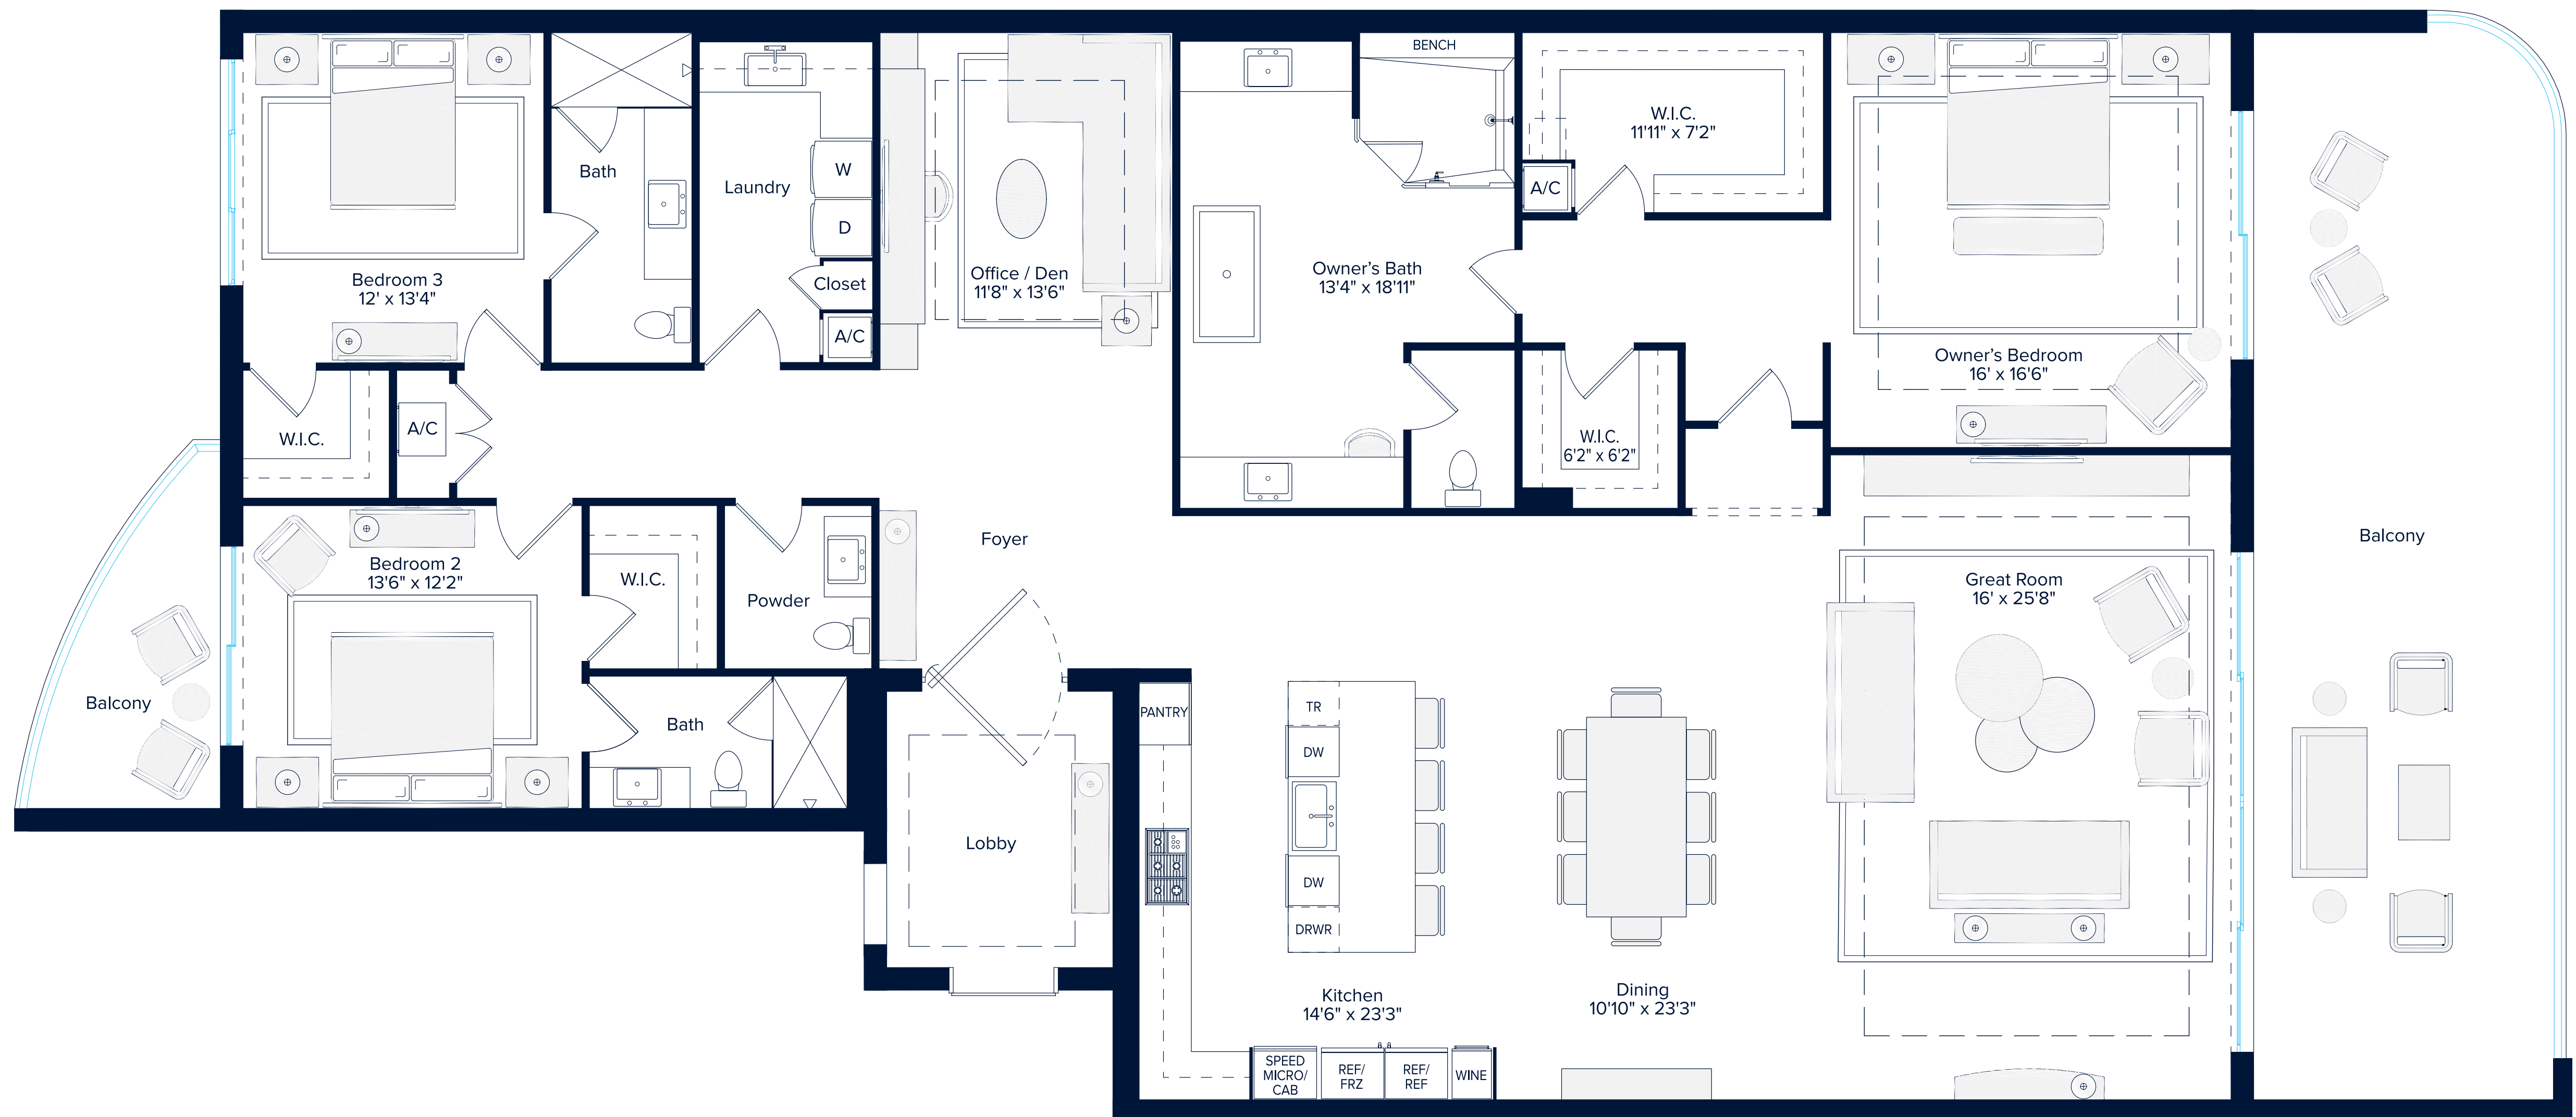 BENCH
Bath
Laundry
W
D
Closet
A/C
Bedroom 3
12' x 13'4"
Office / Den
11'8" x 13'6"
Owner's Bath
13'4" x 18'11"
W.I.C.
11'11" x 7'2"
A/C
Owner's Bedroom
16' x 16'6"
W.I.C.
A/C
W.I.C.
6'2" x 6'2"
Bedroom 2
13'6" x 12'2"
W.I.C.
Powder
Foyer
Great Room
16' x 25'8"
Balcony
Balcony
Bath
Lobby
PANTRY
TR
DW
DW
DRWR
Kitchen
14'6" x 23'3"
Dining
10'10" x 23'3"
SPEED
MICRO/
CAB
REF/
FRZ
REF/
REF
WINE